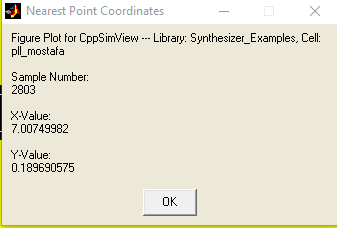 Nearest Point Coordinates
Figure Plot for CppSimView --- Library: Synthesizer_Examples, Cell:
pll_mostafa
Sample Number:
2803
X-Value:
7.00749982
Y-Value:
0.189690575
OK